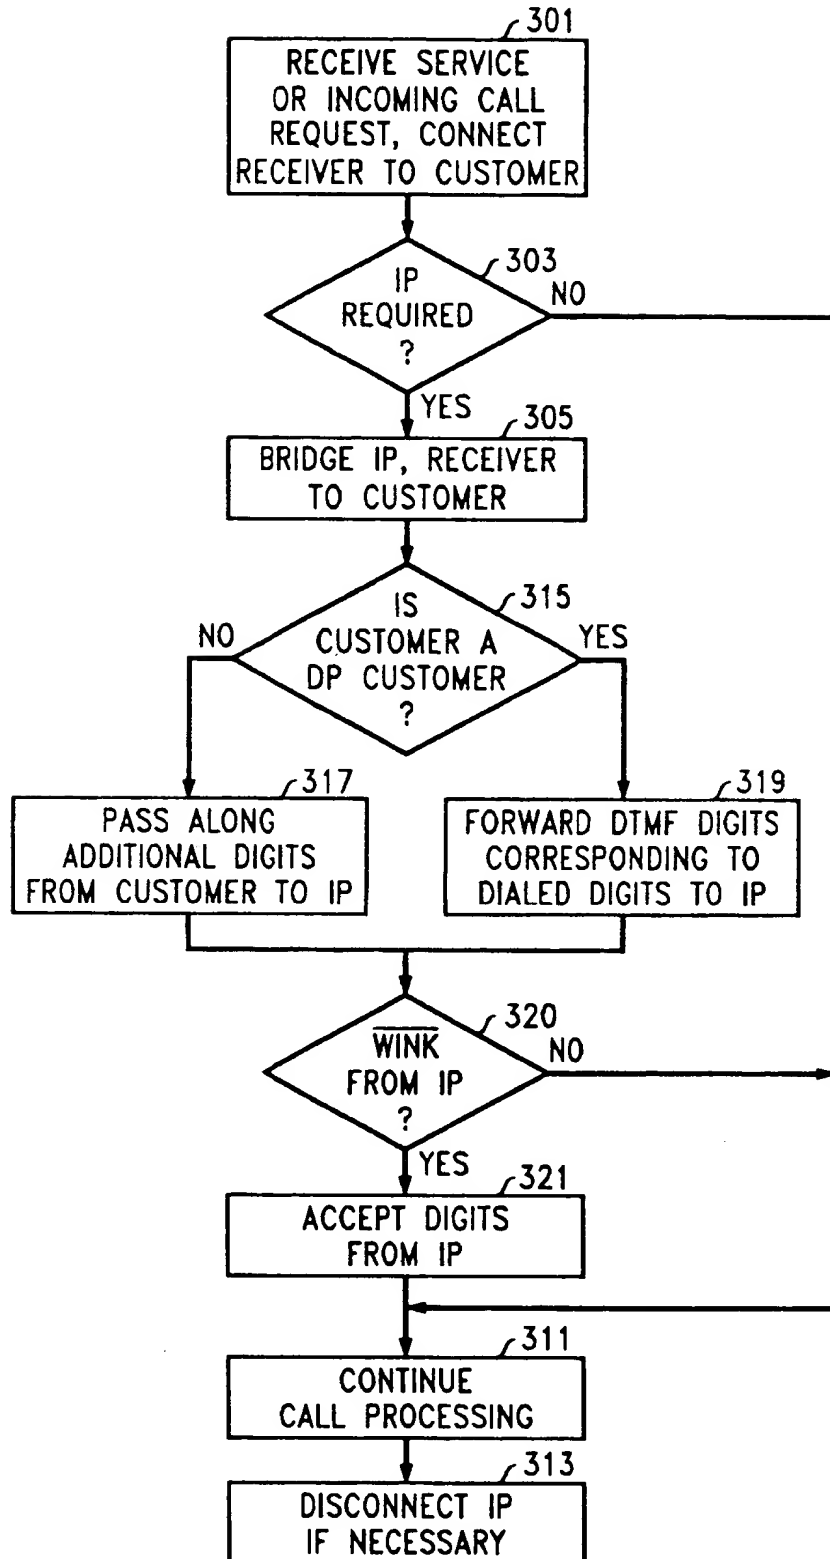 301
RECEIVE SERVICE
OR INCOMING CALL
REQUEST, CONNECT
RECEIVER TO CUSTOMER
303
IP
REQUIRED
?
NO
YES
305
BRIDGE IP, RECEIVER
TO CUSTOMER
315
IS
CUSTOMER A
DP CUSTOMER
?
NO
YES
317
PASS ALONG
ADDITIONAL DIGITS
FROM CUSTOMER TO IP
319
FORWARD DTMF DIGITS
CORRESPONDING TO
DIALED DIGITS TO IP
320
WINK
FROM IP
?
NO
YES
321
ACCEPT DIGITS
FROM IP
311
CONTINUE
CALL PROCESSING
313
DISCONNECT IP
IF NECESSARY